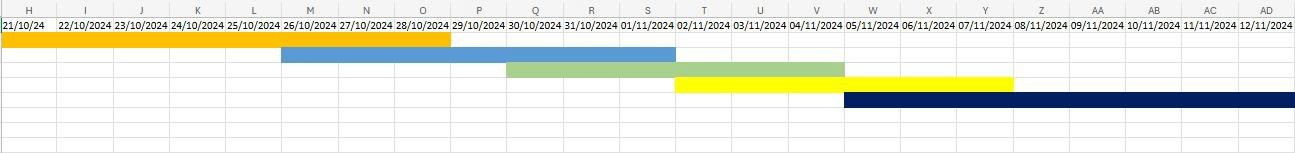 H I J K L M N O P Q R S T U V W X Y Z AA AB AC AD
21/10/24 22/10/2024 23/10/2024 24/10/2024 25/10/2024 26/10/2024 27/10/2024 28/10/2024 29/10/2024 30/10/2024 31/10/2024 01/11/2024 02/11/2024 03/11/2024 04/11/2024 05/11/2024 06/11/2024 07/11/2024 08/11/2024 09/11/2024 10/11/2024 11/11/2024 12/11/2024